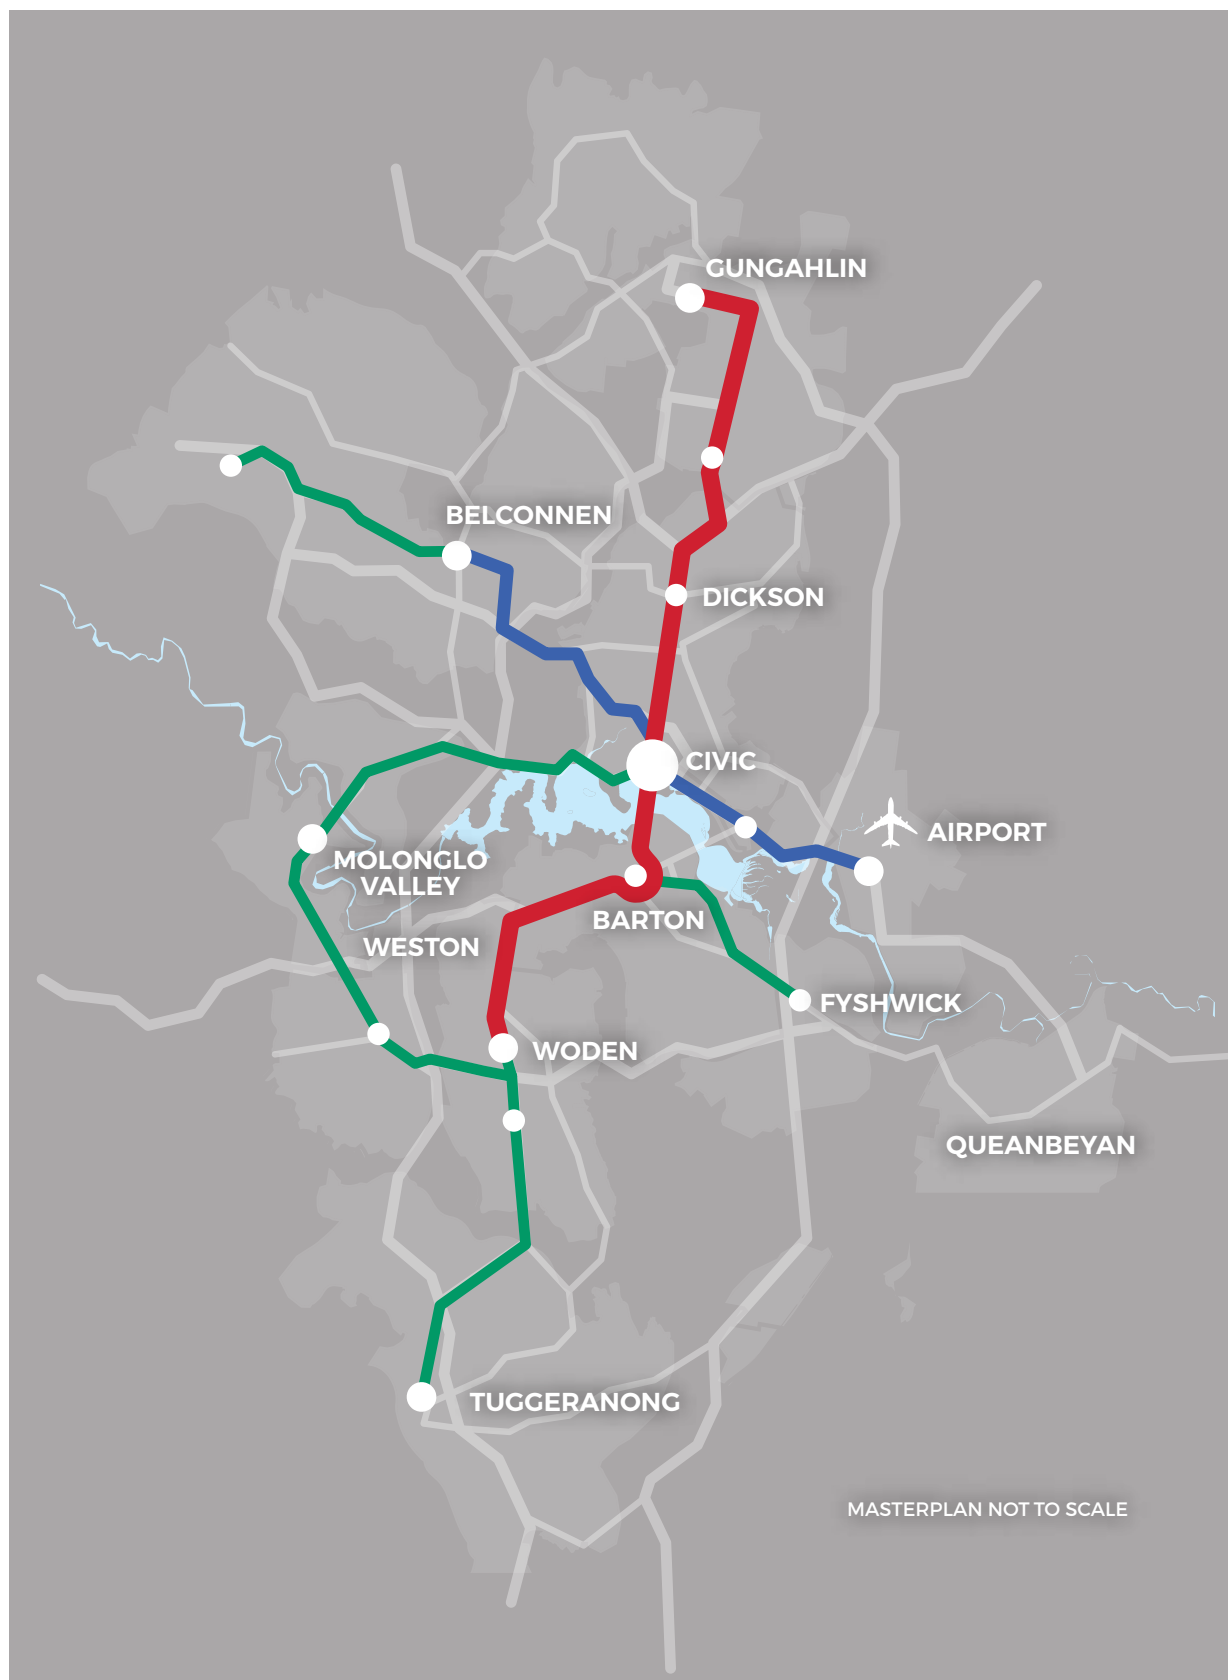 GUNGAHLIN
BELCONNEN
DICKSON
CIVIC
AIRPORT
MOLONGLO
VALLEY
BARTON
WESTON
FYSHWICK
WODEN
QUEANBEYAN
TUGGERANONG
MASTERPLAN NOT TO SCALE